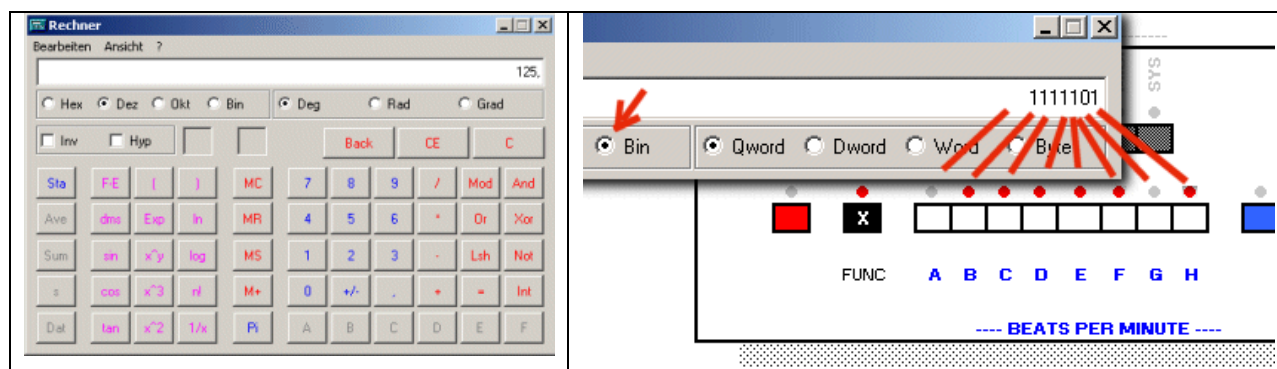 Rechner
Bearbeiten Ansicht ?
125,
Hex Dez Okt Bin Deg Rad Grad
Inv Hyp Back CE C
Sta F-E ( ) MC 7 8 9 / Mod And
Ave dms Exp ln MR 4 5 6 * Or Xor
Sum sin x^y log MS 1 2 3 - Lsh Not
s cos x^3 n! M+ 0 +/- , + = Int
Dat tan x^2 1/x Pi A B C D E F
1111101
Bin Qword Dword Word Byte
SYS
X
FUNC A B C D E F G H
---- BEATS PER MINUTE ----